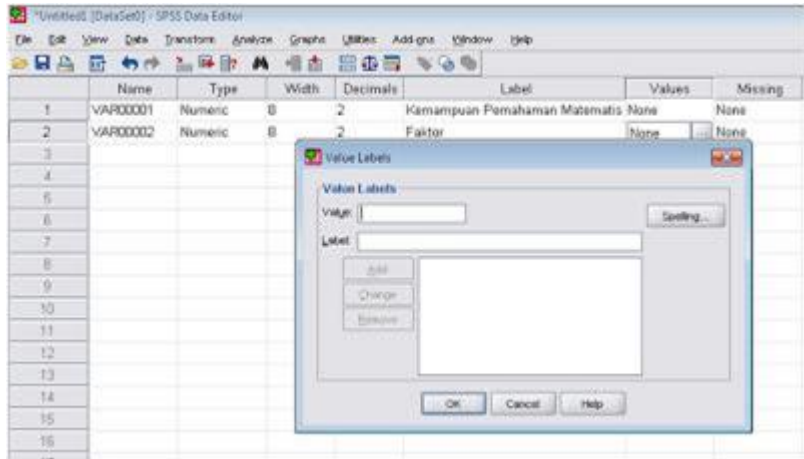 *Untitled1 [DataSet0] - SPSS Data Editor
File Edit View Data Transform Analyze Graphs Utilities Add-ons Window Help
Name Type Width Decimals Label Values Missing
1 VAR00001 Numeric 8 2 Kemampuan Pemahaman Matematis None None
2 VAR00002 Numeric 8 2 Faktor None ... None
3
4
5
6
7
8
9
10
11
12
13
14
15
16
Value Labels
Value Labels
Value:
Spelling...
Label:
Add
Change
Remove
OK Cancel Help